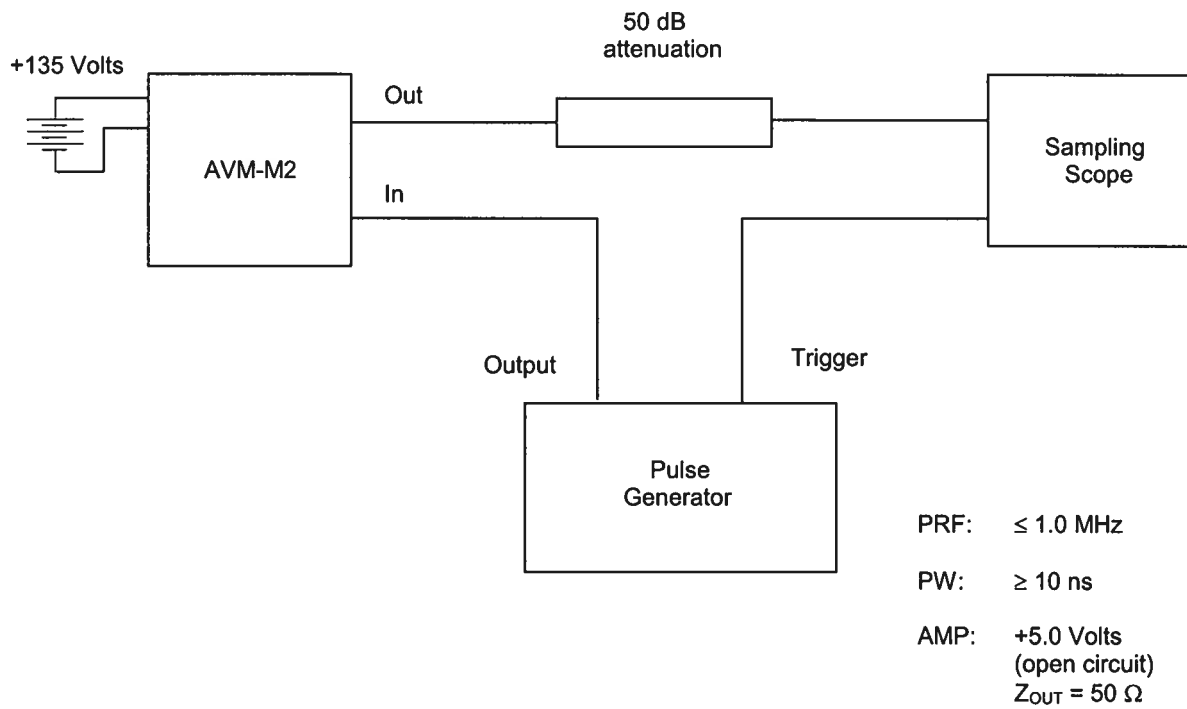 50 dB
attenuation
+135 Volts
Out
AVM-M2
Sampling
Scope
In
Output
Trigger
Pulse
Generator
PRF: ≤ 1.0 MHz
PW: ≥ 10 ns
AMP: +5.0 Volts
(open circuit)
ZOUT = 50 Ω